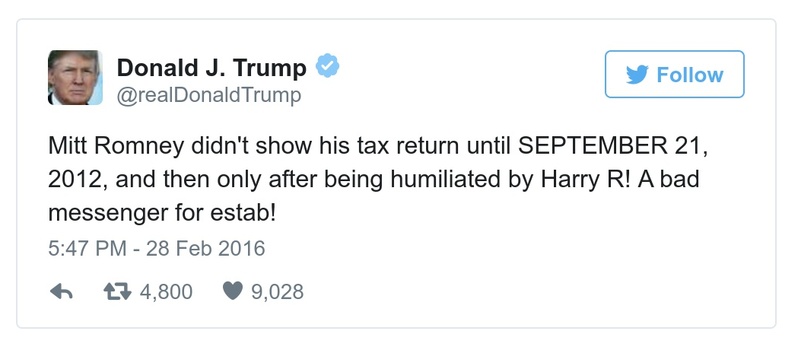 Donald J. Trump
@realDonaldTrump
Follow
Mitt Romney didn't show his tax return until SEPTEMBER 21,
2012, and then only after being humiliated by Harry R! A bad
messenger for estab!
5:47 PM - 28 Feb 2016
4,800 9,028